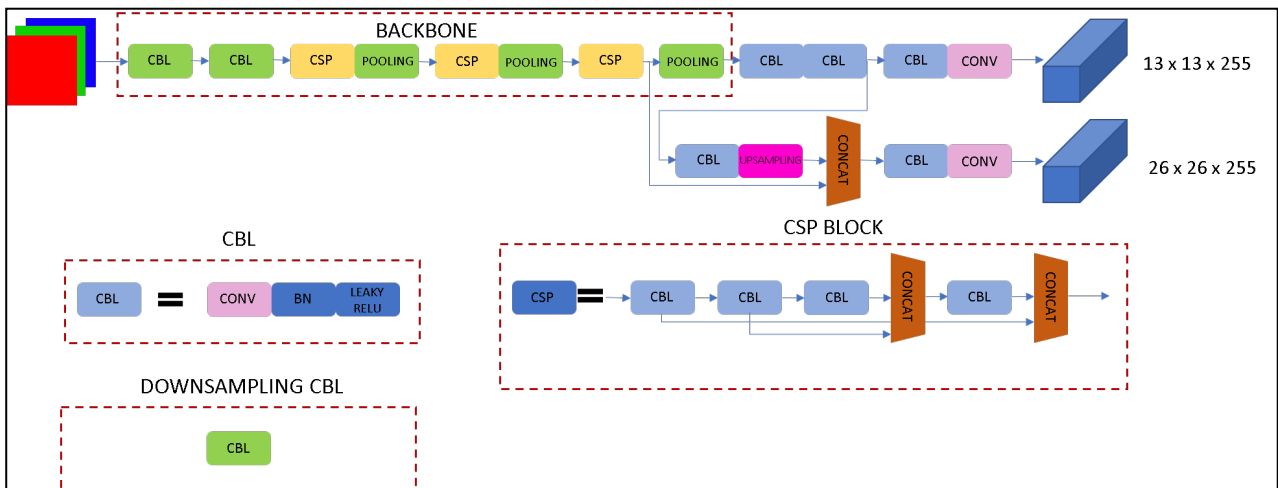 BACKBONE
CBL
CBL
CSP
POOLING
CSP
POOLING
CSP
POOLING
CBL
CBL
CBL
CONV
13 x 13 x 255
CBL
UPSAMPLING
CONCAT
CBL
CONV
26 x 26 x 255
CBL
CBL
=
CONV
BN
LEAKY
RELU
CSP BLOCK
CSP
=
CBL
CBL
CBL
CONCAT
CBL
CONCAT
DOWNSAMPLING CBL
CBL